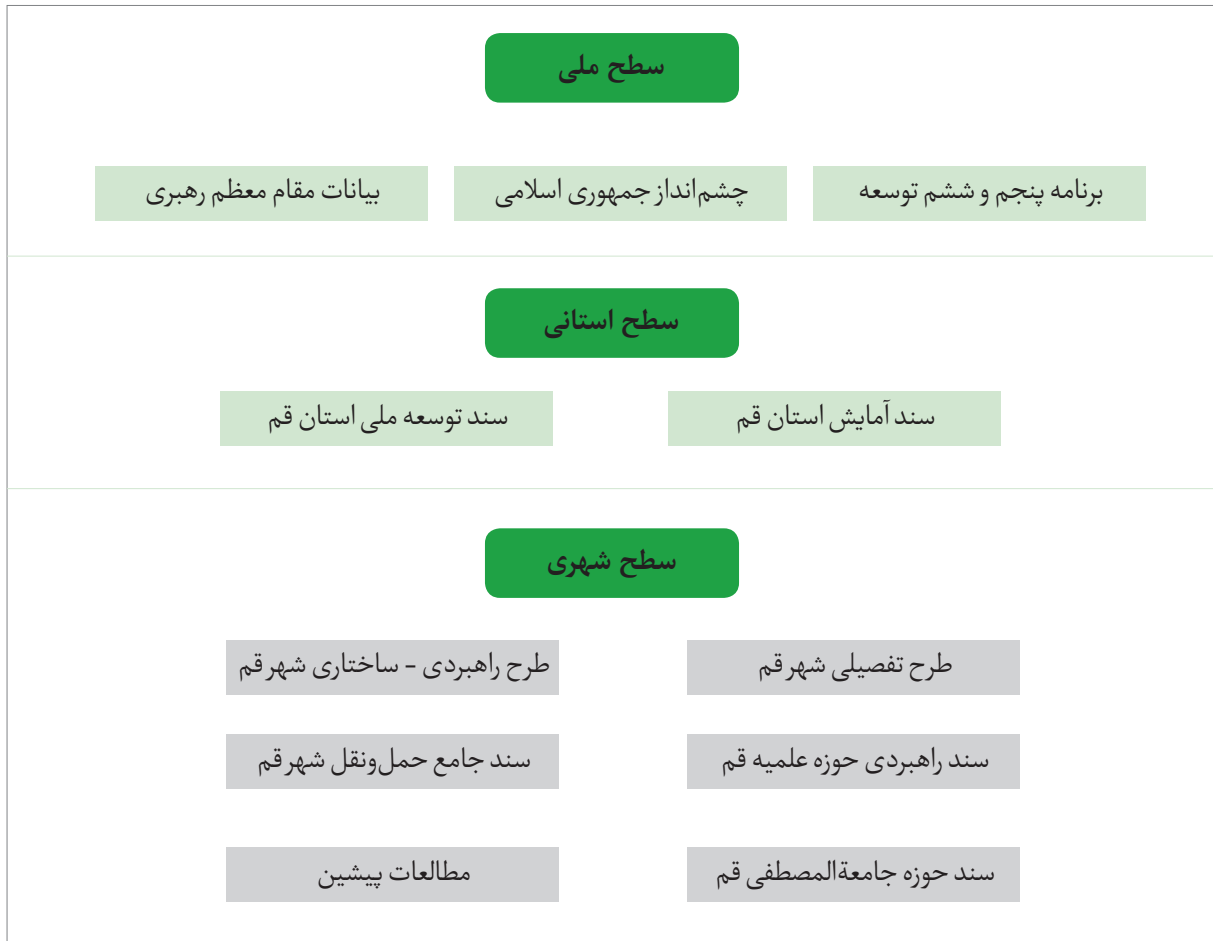 سطح ملی
برنامه پنجم و ششم توسعه
چشم‌انداز جمهوری اسلامی
بیانات مقام معظم رهبری
سطح استانی
سند آمایش استان قم
سند توسعه ملی استان قم
سطح شهری
طرح تفصیلی شهر قم
طرح راهبردی - ساختاری شهر قم
سند راهبردی حوزه علمیه قم
سند جامع حمل‌ونقل شهر قم
سند حوزه جامعةالمصطفی قم
مطالعات پیشین